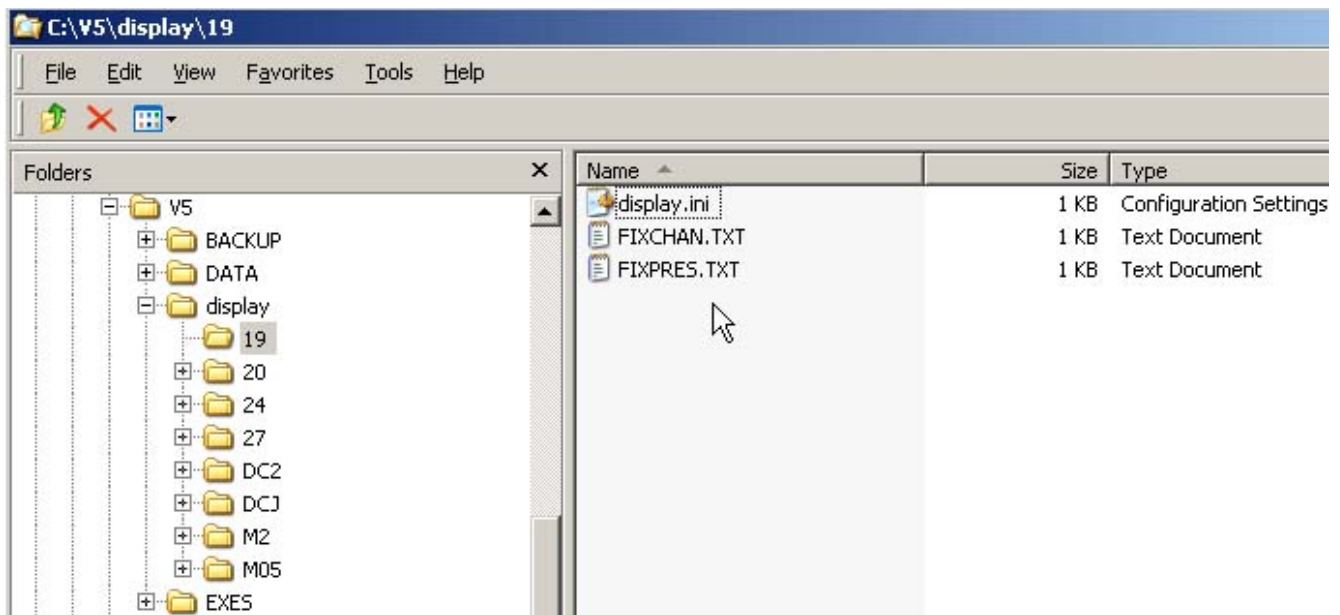 C:\V5\display\19
File Edit View Favorites Tools Help
Folders
Name Size Type
V5
BACKUP
DATA
display
19
20
24
27
DC2
DCJ
M2
M05
EXES
display.ini 1 KB Configuration Settings
FIXCHAN.TXT 1 KB Text Document
FIXPRES.TXT 1 KB Text Document